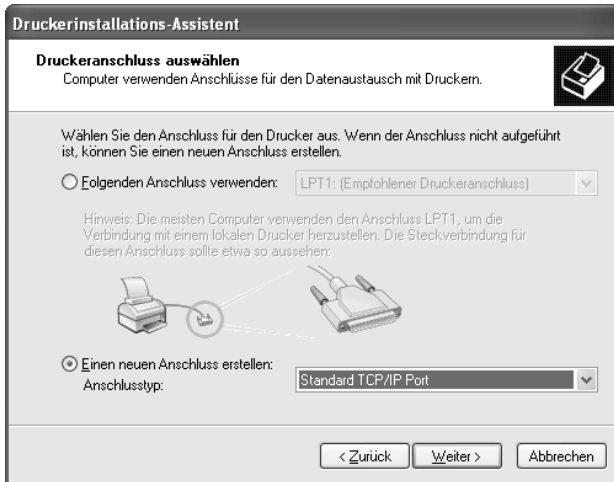 Druckerinstallations-Assistent
Druckeranschluss auswählen
Computer verwenden Anschlüsse für den Datenaustausch mit Druckern.
Wählen Sie den Anschluss für den Drucker aus. Wenn der Anschluss nicht aufgeführt
ist, können Sie einen neuen Anschluss erstellen.
Folgenden Anschluss verwenden: LPT1: (Empfohlener Druckeranschluss)
Hinweis: Die meisten Computer verwenden den Anschluss LPT1, um die
Verbindung mit einem lokalen Drucker herzustellen. Die Steckverbindung für
diesen Anschluss sollte etwa so aussehen:
Einen neuen Anschluss erstellen:
Anschlusstyp: Standard TCP/IP Port
< Zurück Weiter > Abbrechen